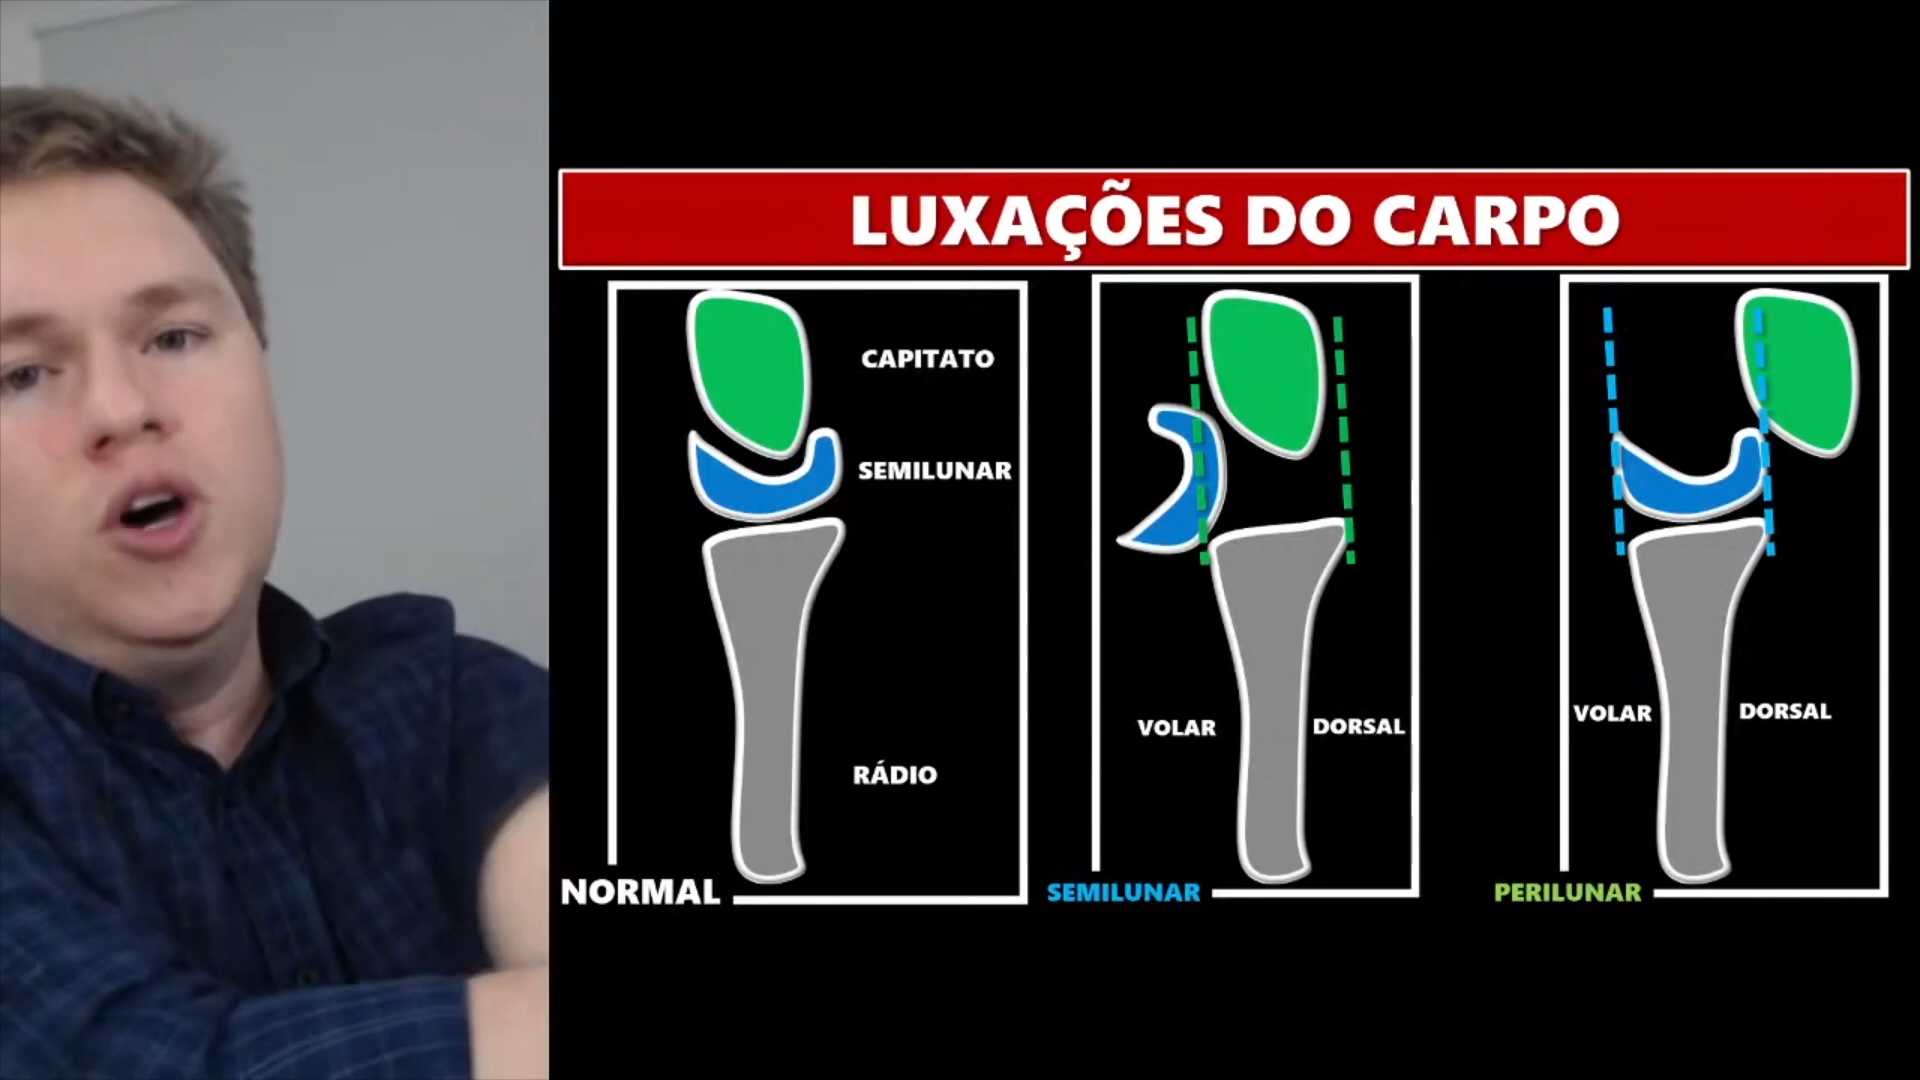 LUXAÇÕES DO CARPO
CAPITATO
SEMILUNAR
RÁDIO
NORMAL
VOLAR
DORSAL
SEMILUNAR
VOLAR
DORSAL
PERILUNAR